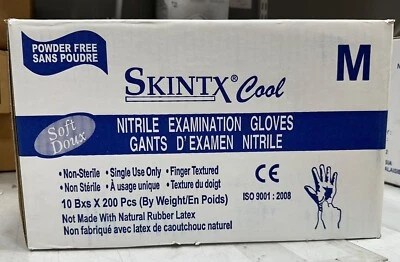 POWDER FREE
SANS POUDRE
SKINTX® Cool
M
Soft
Doux
NITRILE EXAMINATION GLOVES
GANTS D'EXAMEN NITRILE
•Non-Sterile •Single Use Only •Finger Textured
•Non Stérile •À usage unique •Texture du doigt
CE
10 Bxs X 200 Pcs (By Weight/En Poids)
ISO 9001 : 2008
Not Made With Natural Rubber Latex
Non fabriqué avec latex de caoutchouc naturel